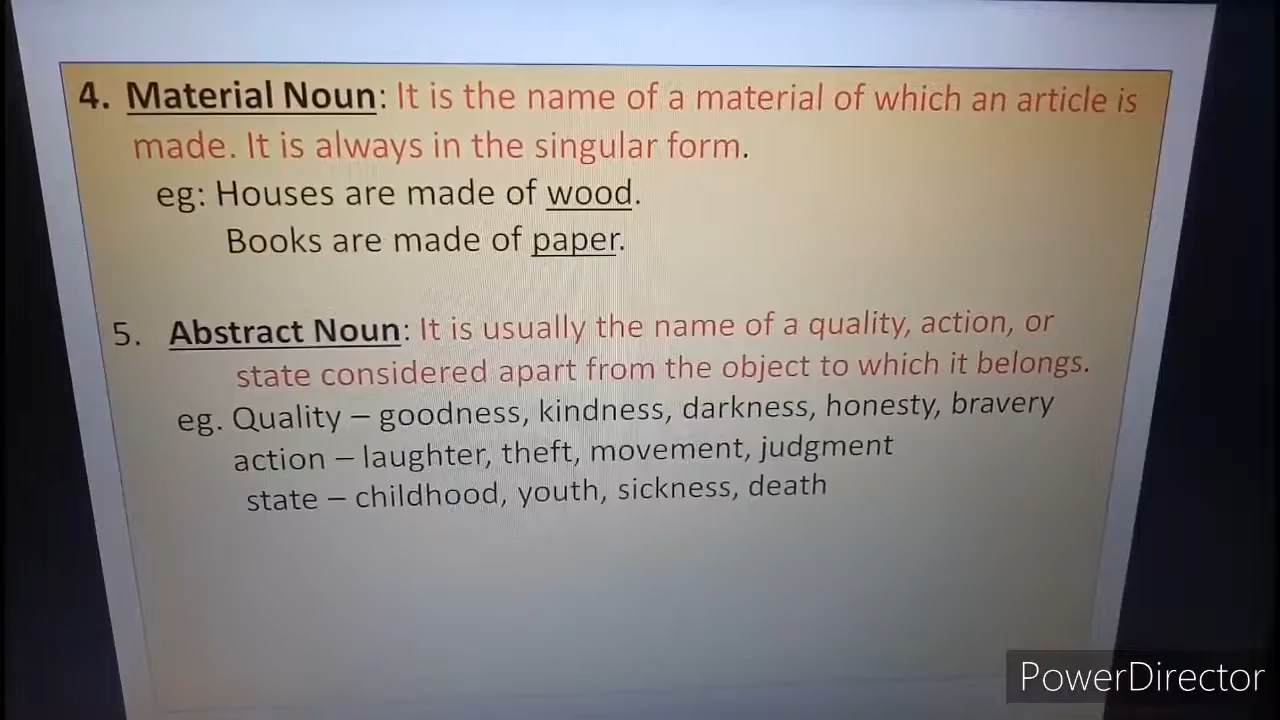 4. Material Noun: It is the name of a material of which an article is
made. It is always in the singular form.
eg: Houses are made of wood.
Books are made of paper.
5. Abstract Noun: It is usually the name of a quality, action, or
state considered apart from the object to which it belongs.
eg. Quality – goodness, kindness, darkness, honesty, bravery
action – laughter, theft, movement, judgment
state – childhood, youth, sickness, death
PowerDirector